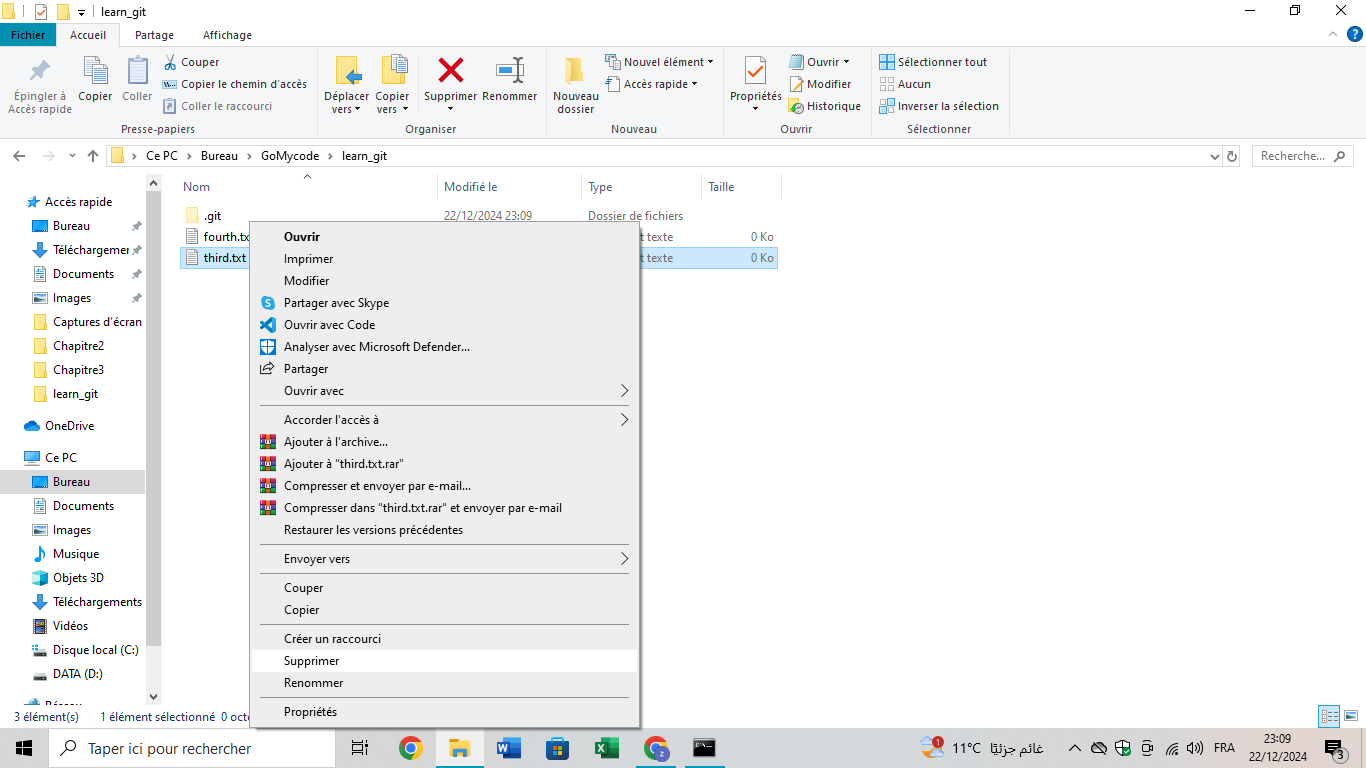 learn_git
Fichier Accueil Partage Affichage
Épingler à Accès rapide
Copier
Coller
Couper
Copier le chemin d'accès
Coller le raccourci
Presse-papiers
Déplacer vers
Copier vers
Supprimer
Renommer
Organiser
Nouveau dossier
Nouvel élément
Accès rapide
Nouveau
Propriétés
Ouvrir
Modifier
Historique
Ouvrir
Sélectionner tout
Aucun
Inverser la sélection
Sélectionner
Ce PC > Bureau > GoMycode > learn_git
Recherche...
Accès rapide
Bureau
Téléchargemer
Documents
Images
Captures d'écran
Chapitre2
Chapitre3
learn_git
OneDrive
Ce PC
Bureau
Documents
Images
Musique
Objets 3D
Téléchargements
Vidéos
Disque local (C:)
DATA (D:)
Nom Modifié le Type Taille
.git 22/12/2024 23:09 Dossier de fichiers
fourth.tx t texte 0 Ko
third.txt t texte 0 Ko
Ouvrir
Imprimer
Modifier
Partager avec Skype
Ouvrir avec Code
Analyser avec Microsoft Defender...
Partager
Ouvrir avec
Accorder l'accès à
Ajouter à l'archive...
Ajouter à "third.txt.rar"
Compresser et envoyer par e-mail...
Compresser dans "third.txt.rar" et envoyer par e-mail
Restaurer les versions précédentes
Envoyer vers
Couper
Copier
Créer un raccourci
Supprimer
Renommer
Propriétés
3 élément(s) 1 élément sélectionné 0 octe
Taper ici pour rechercher
1
11°C غائم جزئيًا
FRA
23:09
22/12/2024
3